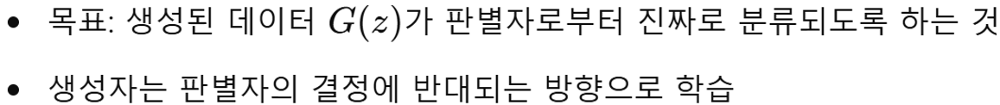 • 목표: 생성된 데이터 G(z)가 판별자로부터 진짜로 분류되도록 하는 것
• 생성자는 판별자의 결정에 반대되는 방향으로 학습